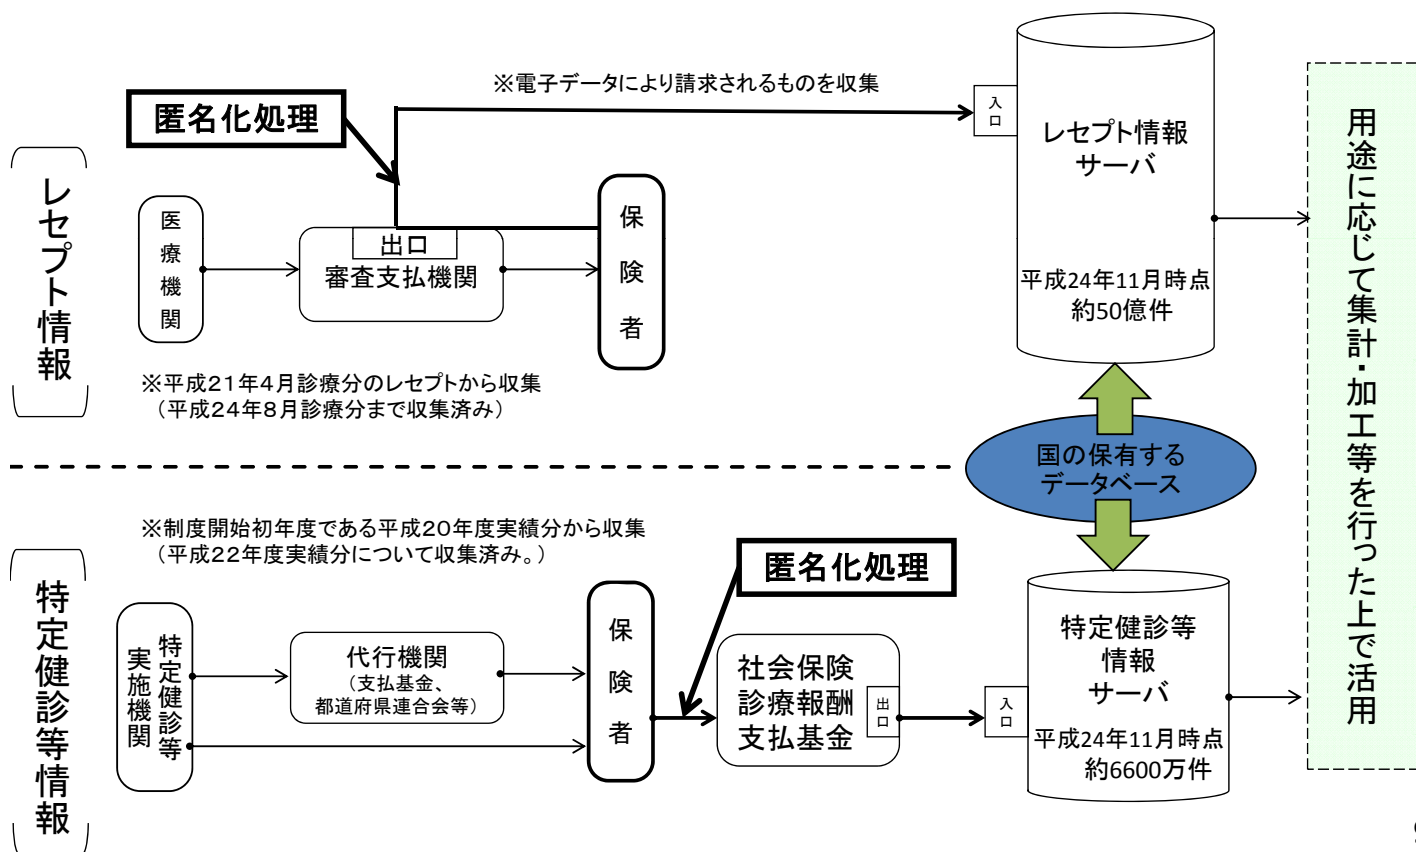 レセプト情報
※電子データにより請求されるものを収集
匿名化処理
医療機関
出口
審査支払機関
保険者
入口
レセプト情報
サーバ
平成24年11月時点
約50億件
※平成21年4月診療分のレセプトから収集
（平成24年8月診療分まで収集済み）
国の保有する
データベース
用途に応じて集計・加工等を行った上で活用
特定健診等情報
※制度開始初年度である平成20年度実績分から収集
（平成22年度実績分について収集済み。）
匿名化処理
特定健診等
実施機関
代行機関
（支払基金、
都道府県連合会等）
保険者
社会保険
診療報酬
支払基金
出口
入口
特定健診等
情報
サーバ
平成24年11月時点
約6600万件